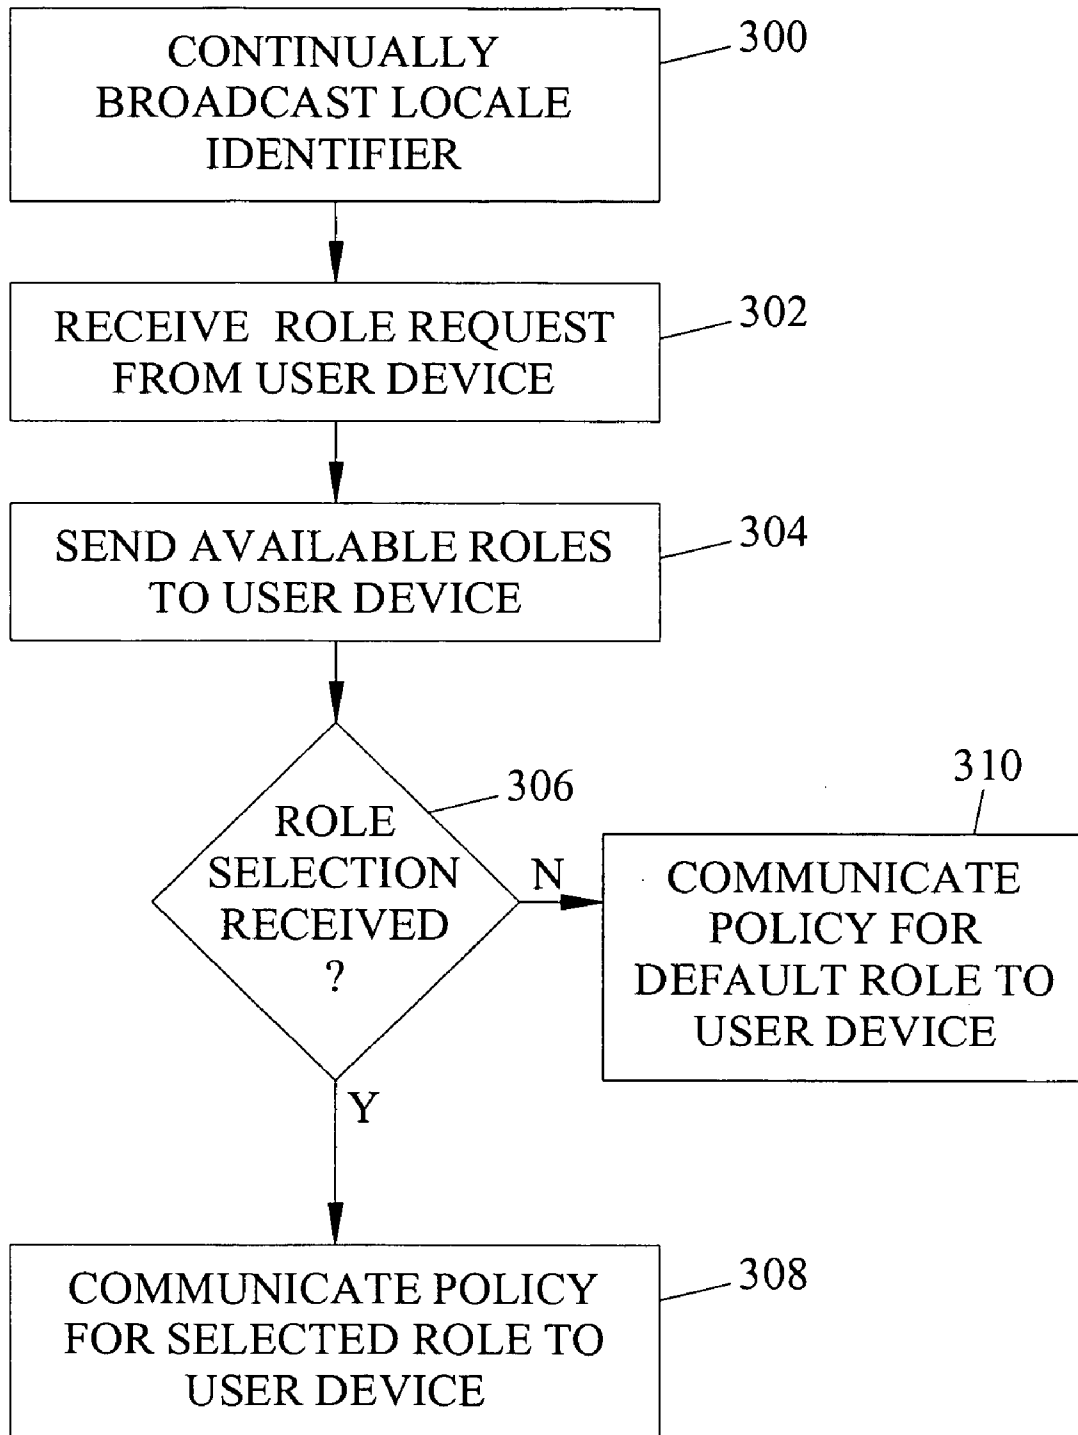 CONTINUALLY
BROADCAST LOCALE
IDENTIFIER
300
RECEIVE ROLE REQUEST
FROM USER DEVICE
302
SEND AVAILABLE ROLES
TO USER DEVICE
304
ROLE
SELECTION
RECEIVED
?
306
N
310
COMMUNICATE
POLICY FOR
DEFAULT ROLE TO
USER DEVICE
Y
COMMUNICATE POLICY
FOR SELECTED ROLE TO
USER DEVICE
308